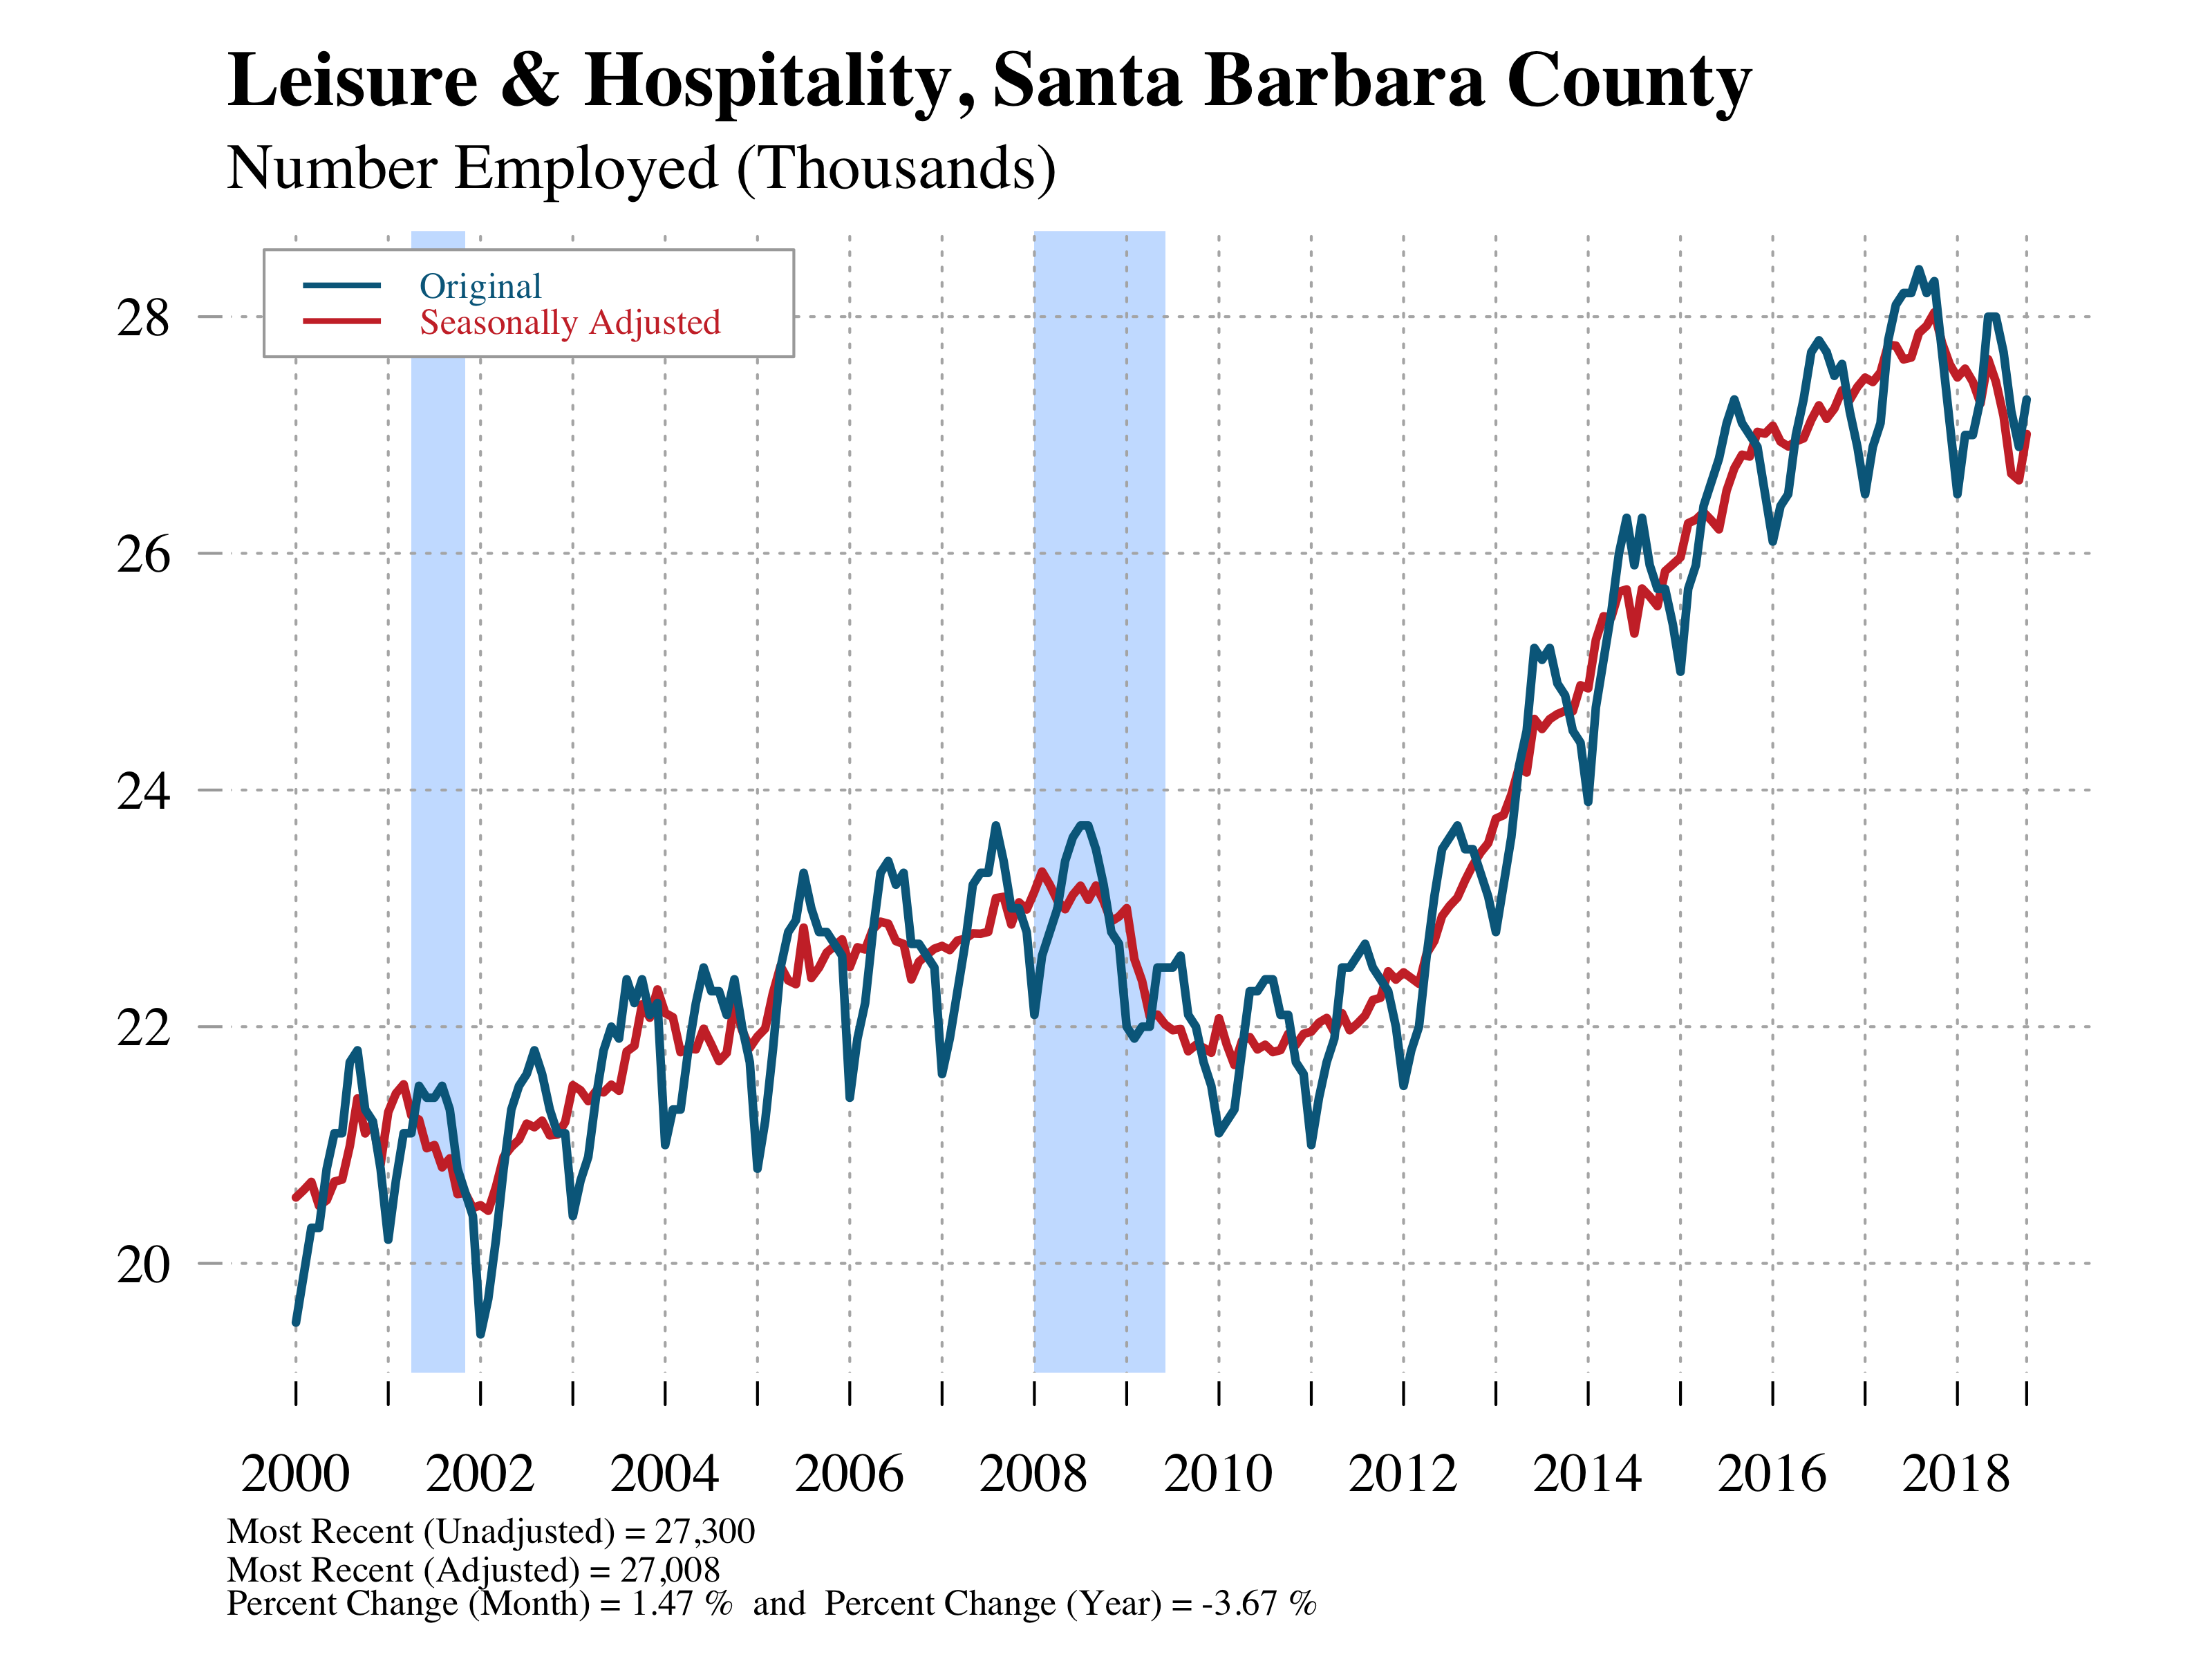 Leisure & Hospitality, Santa Barbara County
Number Employed (Thousands)
Original
Seasonally Adjusted
28
26
24
22
20
2000 2002 2004 2006 2008 2010 2012 2014 2016 2018
Most Recent (Unadjusted) = 27,300
Most Recent (Adjusted) = 27,008
Percent Change (Month) = 1.47 % and Percent Change (Year) = -3.67 %